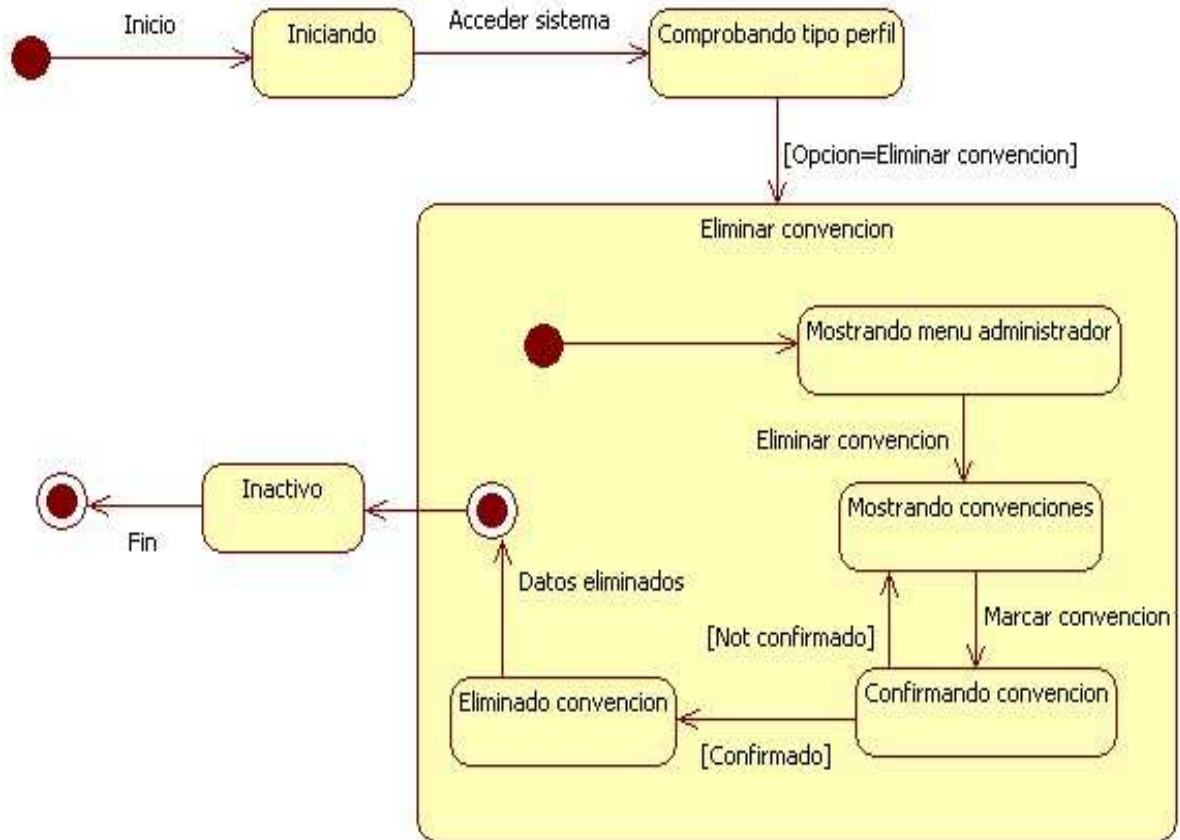 Inicio
Iniciando
Acceder sistema
Comprobando tipo perfil
[Opcion=Eliminar convencion]
Eliminar convencion
Mostrando menu administrador
Eliminar convencion
Mostrando convenciones
Marcar convencion
[Not confirmado]
Confirmando convencion
[Confirmado]
Eliminado convencion
Datos eliminados
Inactivo
Fin